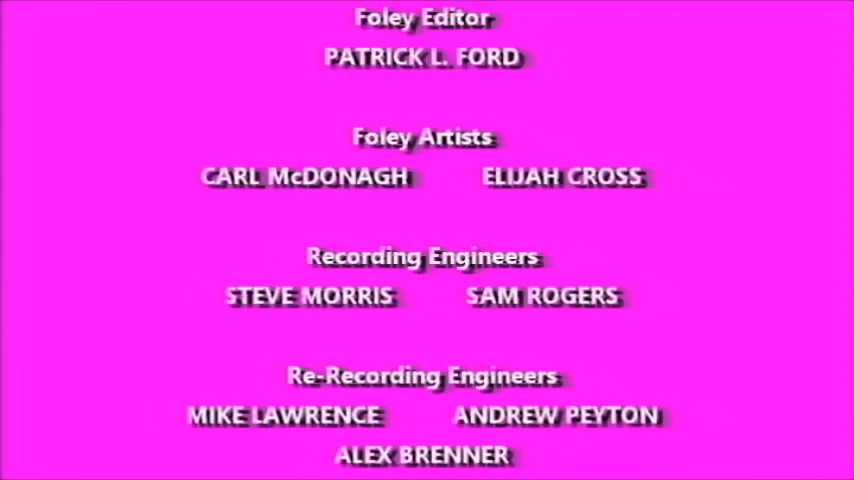 Foley Editor
PATRICK L. FORD
Foley Artists
CARL McDONAGH ELIJAH CROSS
Recording Engineers
STEVE MORRIS SAM ROGERS
Re-Recording Engineers
MIKE LAWRENCE ANDREW PEYTON
ALEX BRENNER